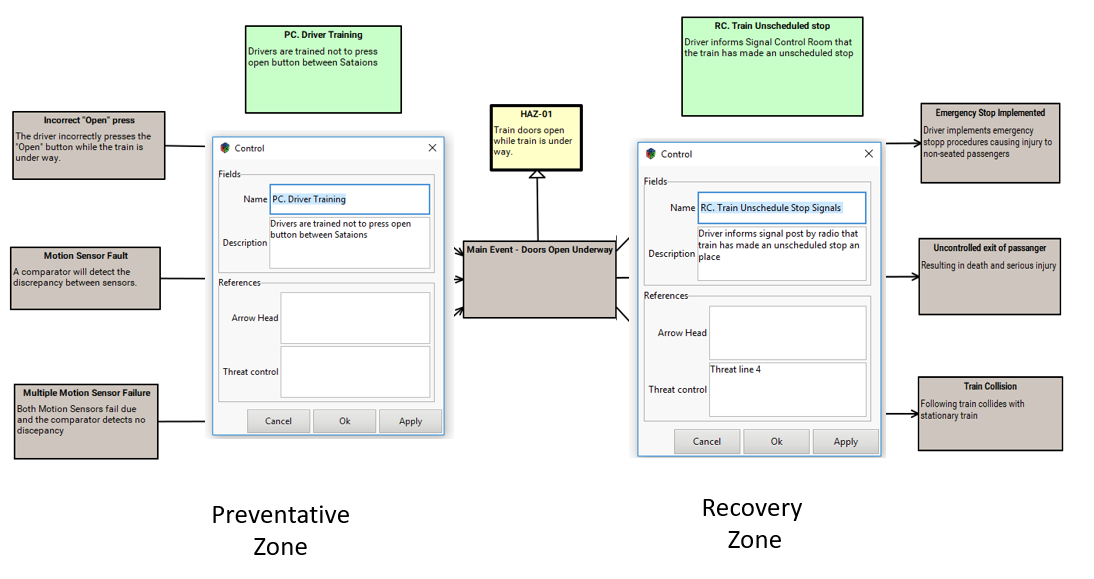 PC. Driver Training
Drivers are trained not to press
open button between Sataions
RC. Train Unscheduled stop
Driver informs Signal Control Room that
the train has made an unscheduled stop
Incorrect "Open" press
The driver incorrectly presses the
"Open" button while the train is
under way.
HAZ-01
Train doors open
while train is under
way.
Emergency Stop Implemented
Driver implements emergency
stopp procedures causing injury to
non-seated passengers
Control
Fields
Name
PC. Driver Training
Description
Drivers are trained not to press open
button between Sataions
References
Arrow Head
Threat control
Cancel
Ok
Apply
Control
Fields
Name
RC. Train Unschedule Stop Signals
Description
Driver informs signal post by radio that
train has made an unscheduled stop an
place
References
Arrow Head
Threat control
Threat line 4
Cancel
Ok
Apply
Motion Sensor Fault
A comparator will detect the
discrepancy between sensors.
Main Event - Doors Open Underway
Uncontrolled exit of passanger
Resulting in death and serious injury
Multiple Motion Sensor Failure
Both Motion Sensors fail due
and the comparator detects no
discepancy
Train Collision
Following train collides with
stationary train
Preventative
Zone
Recovery
Zone